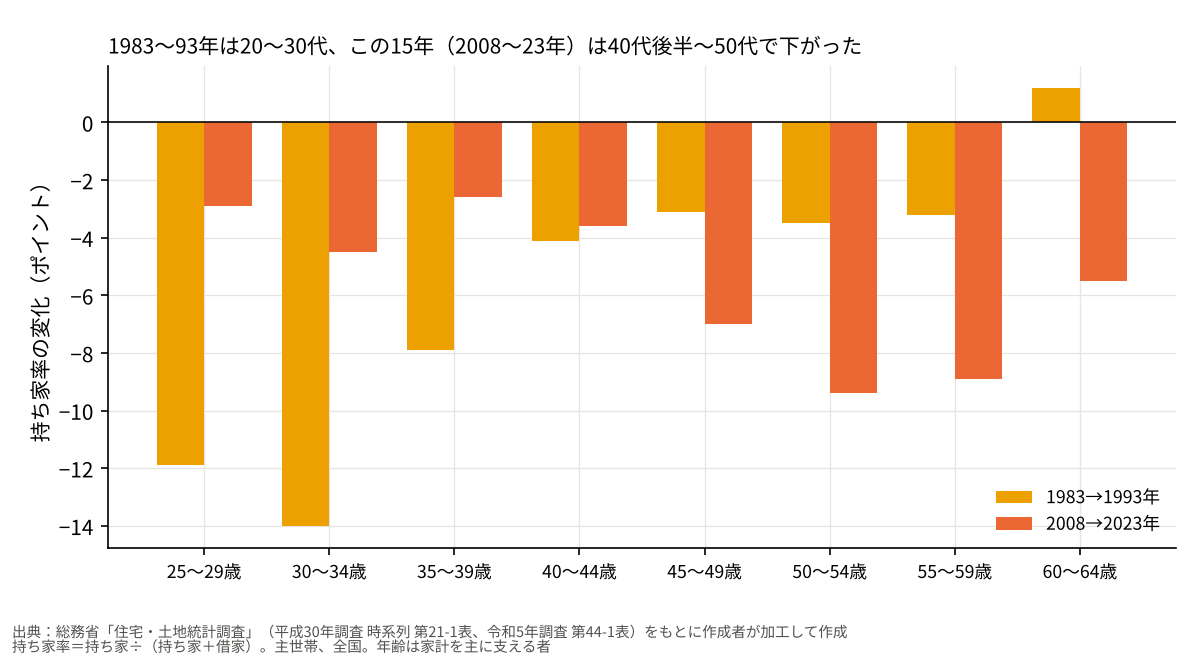 1983～93年は20～30代、この15年（2008～23年）は40代後半～50代で下がった
持ち家率の変化（ポイント）
0
−2
−4
−6
−8
−10
−12
−14
1983→1993年
2008→2023年
25～29歳
30～34歳
35～39歳
40～44歳
45～49歳
50～54歳
55～59歳
60～64歳
出典：総務省「住宅・土地統計調査」（平成30年調査 時系列 第21-1表、令和5年調査 第44-1表）をもとに作成者が加工して作成
持ち家率＝持ち家÷（持ち家＋借家）。主世帯、全国。年齢は家計を主に支える者